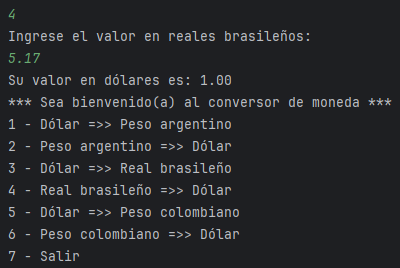 4
Ingrese el valor en reales brasileños:
5.17
Su valor en dólares es: 1.00
*** Sea bienvenido(a) al conversor de moneda ***
1 - Dólar =>> Peso argentino
2 - Peso argentino =>> Dólar
3 - Dólar =>> Real brasileño
4 - Real brasileño =>> Dólar
5 - Dólar =>> Peso colombiano
6 - Peso colombiano =>> Dólar
7 - Salir